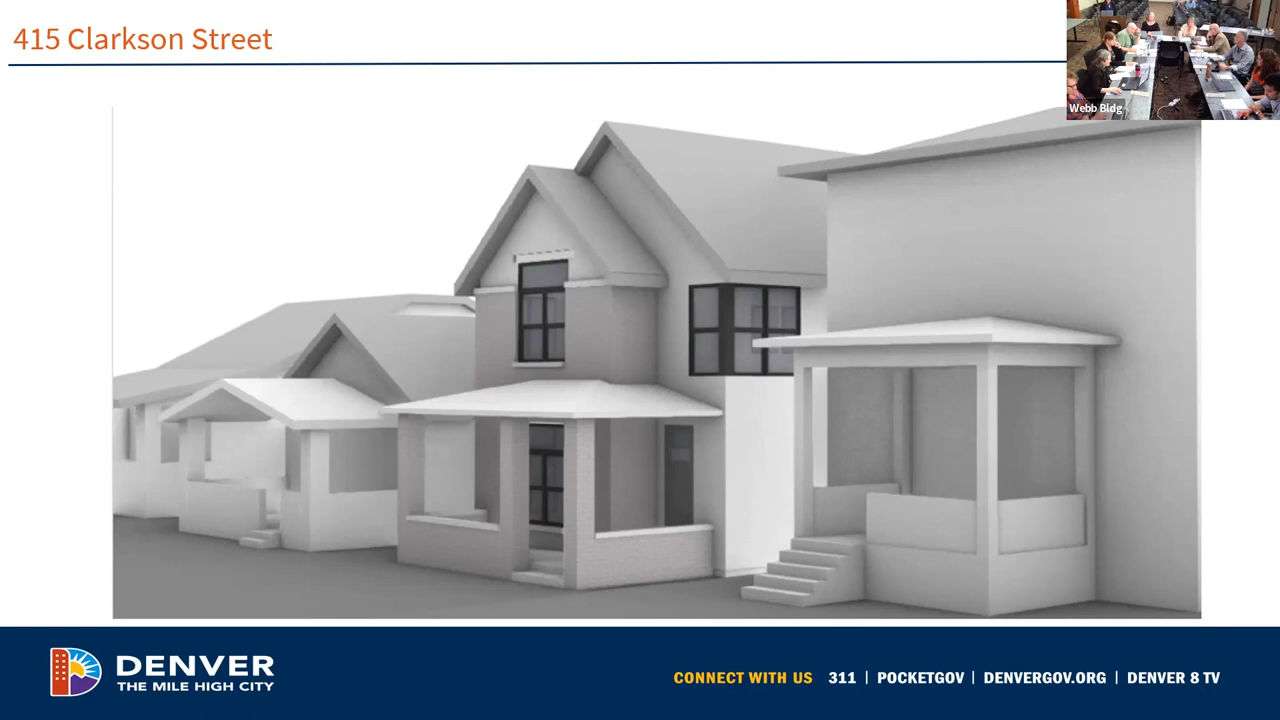 415 Clarkson Street
Webb Bldg
DENVER
THE MILE HIGH CITY
CONNECT WITH US 311 | POCKETGOV | DENVERGOV.ORG | DENVER 8 TV